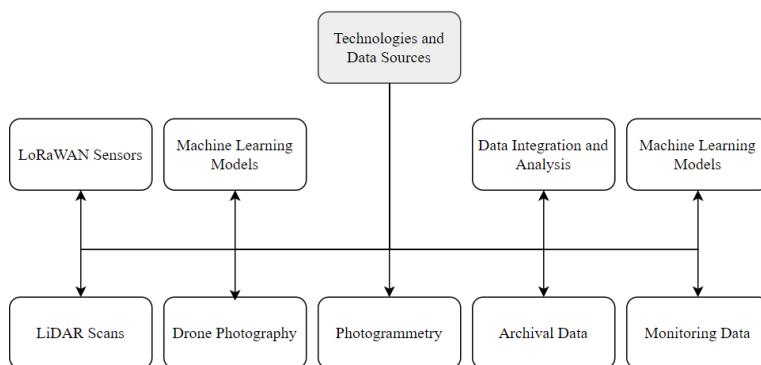 Technologies and
Data Sources
LoRaWAN Sensors
Machine Learning
Models
Data Integration and
Analysis
Machine Learning
Models
LiDAR Scans
Drone Photography
Photogrammetry
Archival Data
Monitoring Data